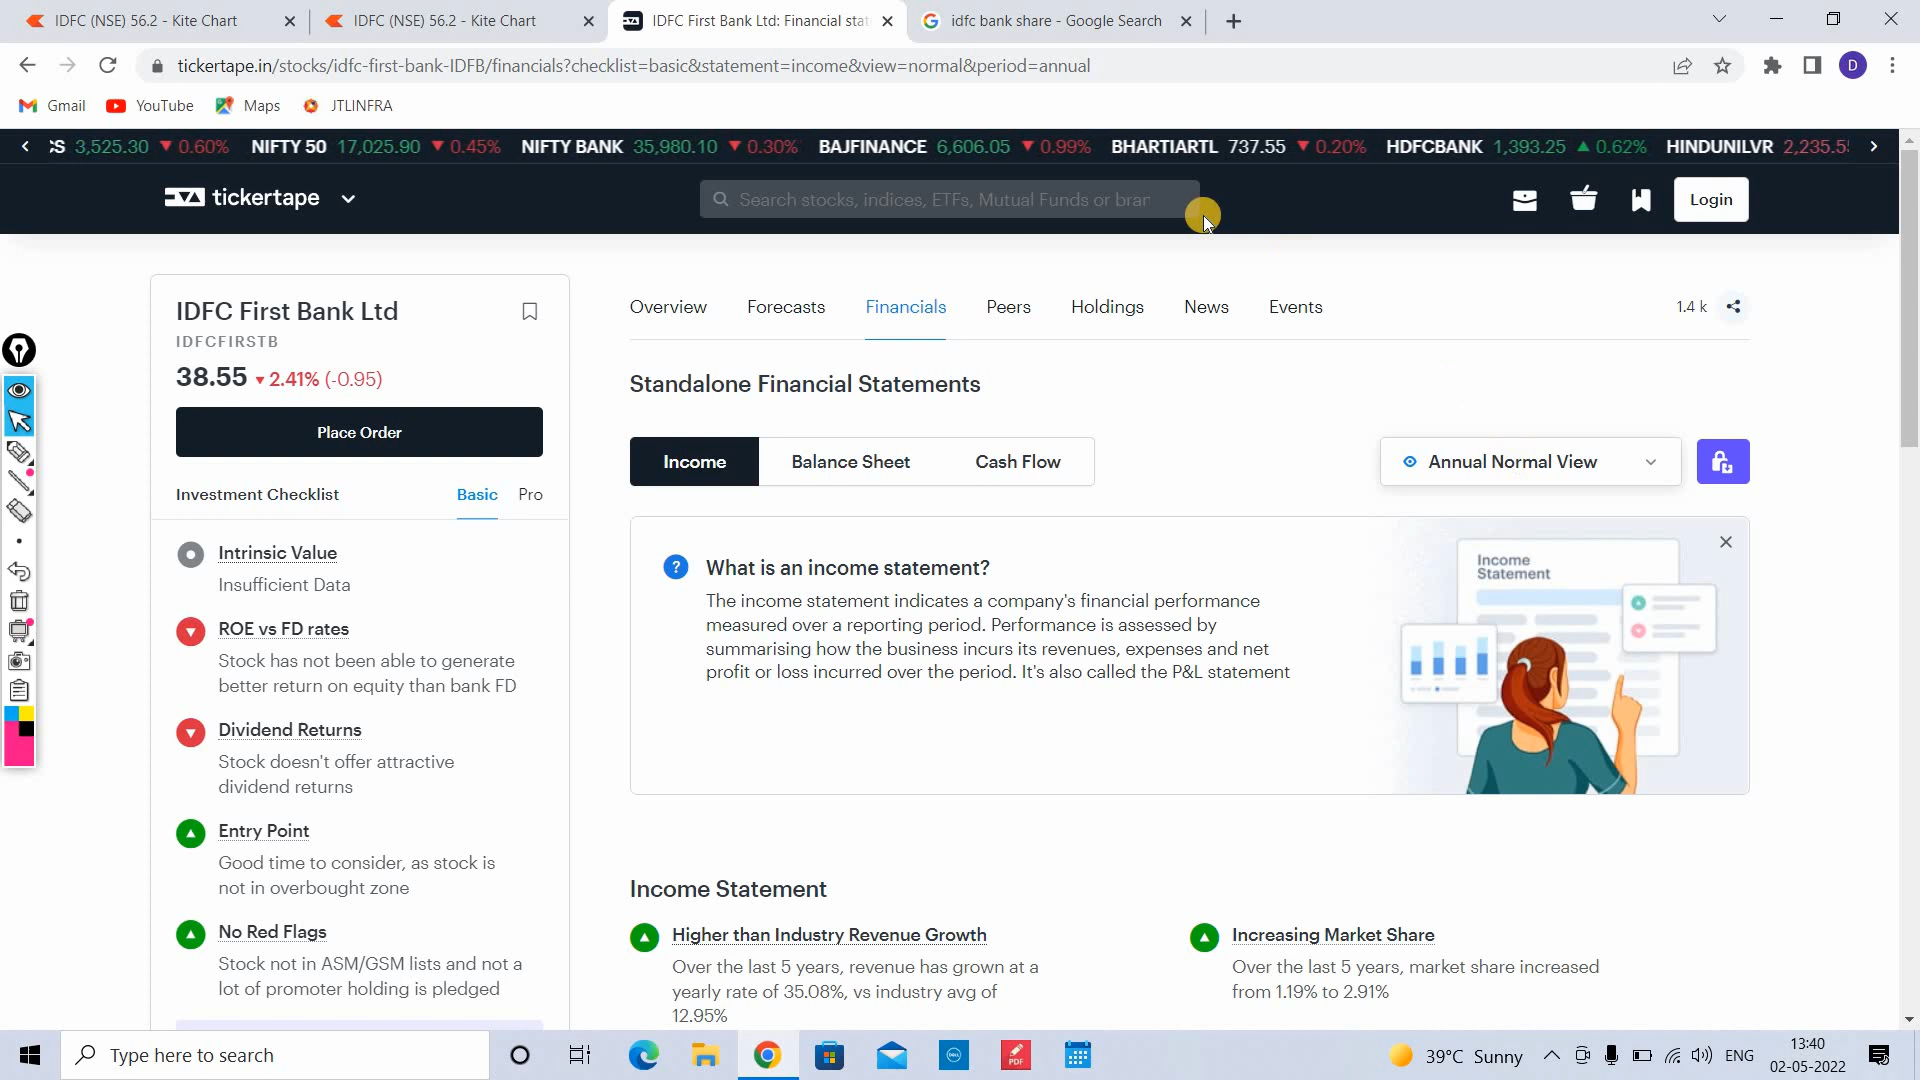 IDFC (NSE) 56.2 - Kite Chart
IDFC (NSE) 56.2 - Kite Chart
IDFC First Bank Ltd: Financial stat
idfc bank share - Google Search
tickertape.in/stocks/idfc-first-bank-IDFB/financials?checklist=basic&statement=income&view=normal&period=annual
D
Gmail YouTube Maps JTLINFRA
3,525.30 ▼ 0.60% NIFTY 50 17,025.90 ▼ 0.45% NIFTY BANK 35,980.10 ▼ 0.30% BAJFINANCE 6,606.05 ▼ 0.99% BHARTIARTL 737.55 ▼ 0.20% HDFCBANK 1,393.25 ▲ 0.62% HINDUNILVR 2,235.5
tickertape
Search stocks, indices, ETFs, Mutual Funds or bran
Login
IDFC First Bank Ltd
IDFCFIRSTB
38.55 ▼ 2.41% (-0.95)
Place Order
Investment Checklist Basic Pro
Intrinsic Value
Insufficient Data
ROE vs FD rates
Stock has not been able to generate
better return on equity than bank FD
Dividend Returns
Stock doesn't offer attractive
dividend returns
Entry Point
Good time to consider, as stock is
not in overbought zone
No Red Flags
Stock not in ASM/GSM lists and not a
lot of promoter holding is pledged
Overview Forecasts Financials Peers Holdings News Events
1.4 k
Standalone Financial Statements
Income Balance Sheet Cash Flow
Annual Normal View
? What is an income statement?
The income statement indicates a company's financial performance
measured over a reporting period. Performance is assessed by
summarising how the business incurs its revenues, expenses and net
profit or loss incurred over the period. It's also called the P&L statement
Income
Statement
Income Statement
Higher than Industry Revenue Growth
Over the last 5 years, revenue has grown at a
yearly rate of 35.08%, vs industry avg of
12.95%
Increasing Market Share
Over the last 5 years, market share increased
from 1.19% to 2.91%
Type here to search
DELL
PDF
39°C Sunny
ENG
13:40
02-05-2022